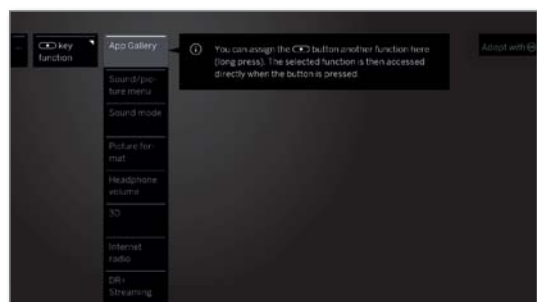 key
function
App Gallery
You can assign the button another function here
(long press). The selected function is then accessed
directly when the button is pressed.
Adopt with
Sound/pic-
ture menu
Sound mode
Picture for-
mat
Headphone
volume
3D
Internet
radio
DR+
Streaming